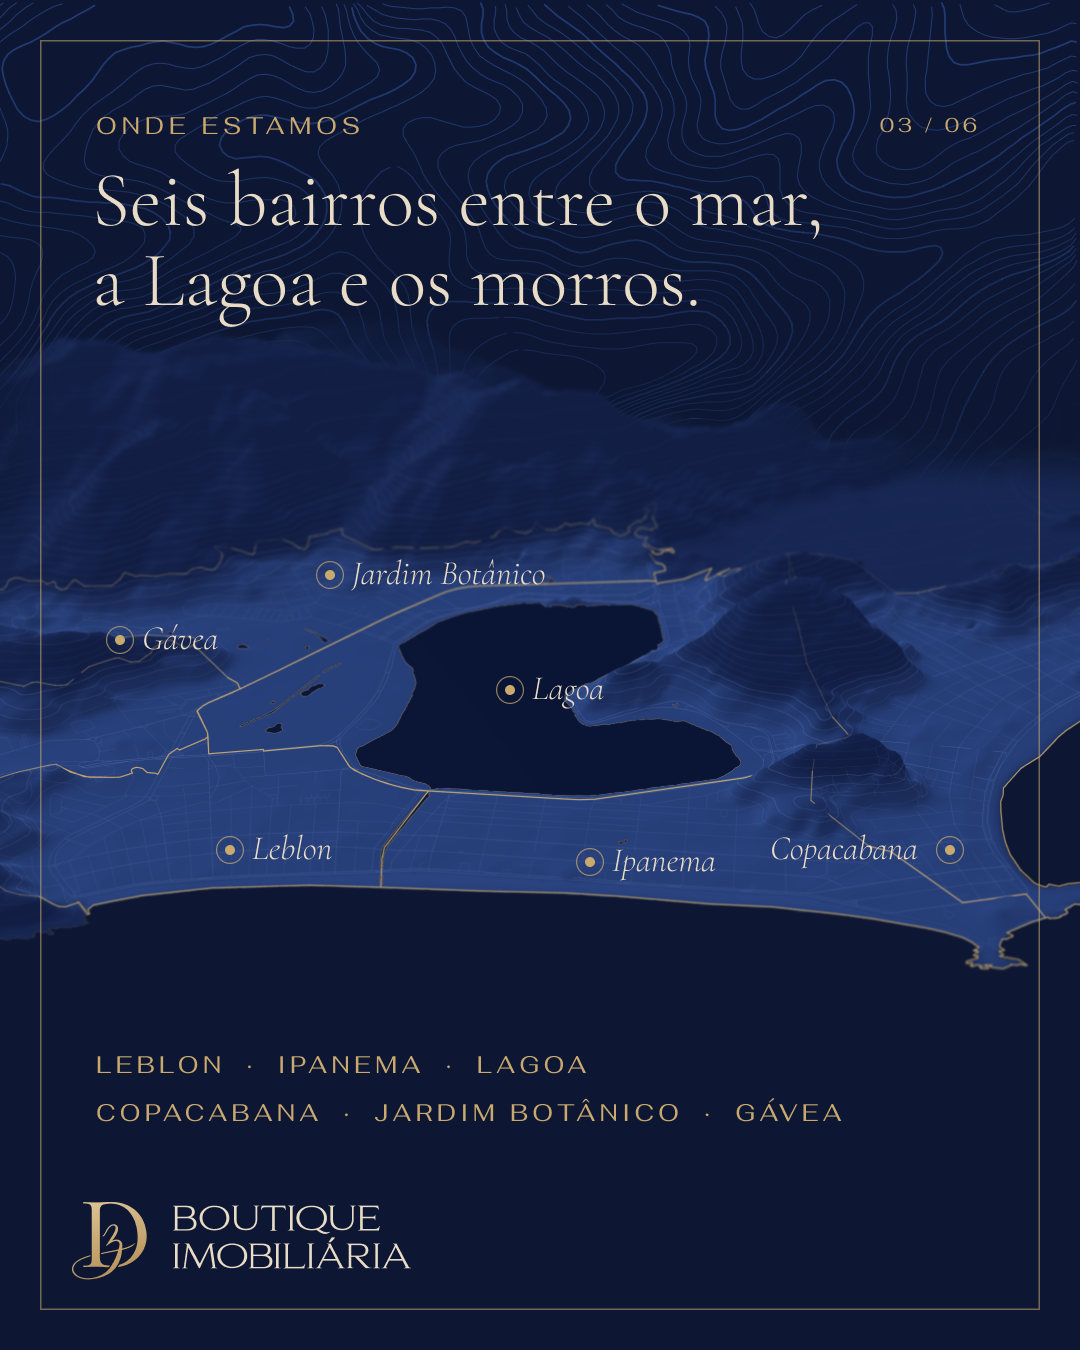 ONDE ESTAMOS
03 / 06
Seis bairros entre o mar,
a Lagoa e os morros.
Jardim Botânico
Gávea
Lagoa
Leblon
Ipanema
Copacabana
LEBLON · IPANEMA · LAGOA
COPACABANA · JARDIM BOTÂNICO · GÁVEA
BOUTIQUE
IMOBILIÁRIA